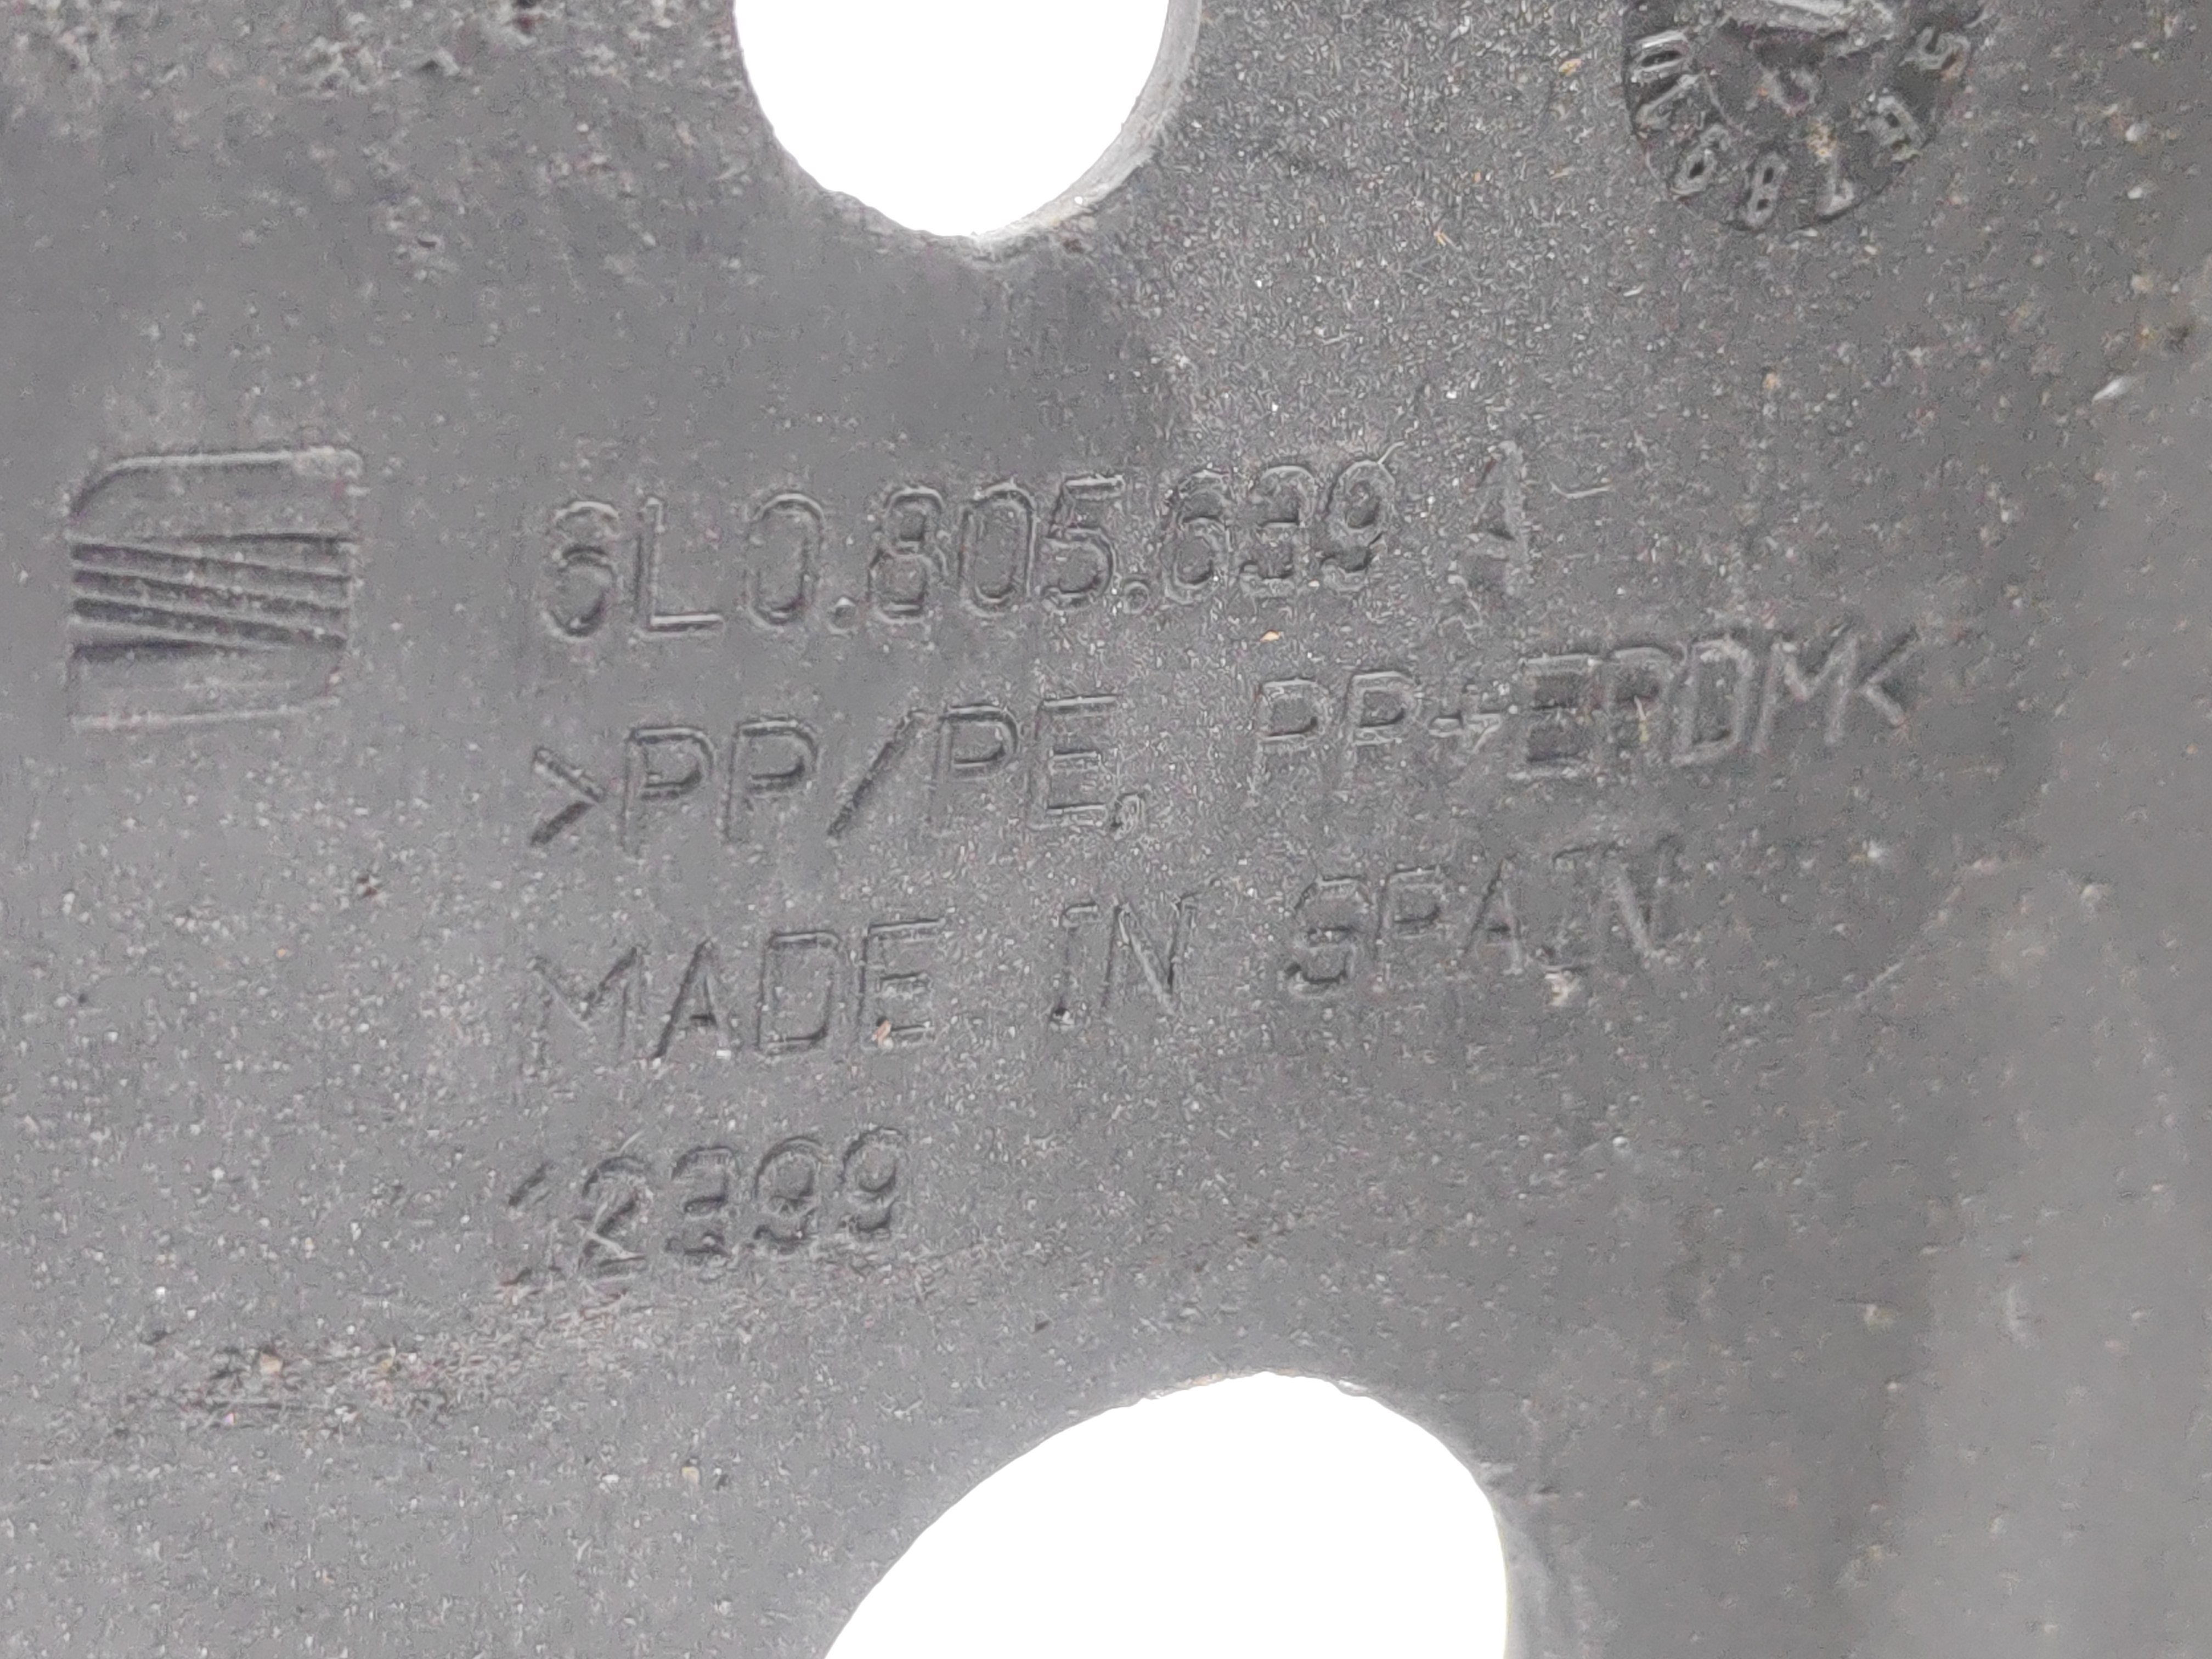 6L0.805.639 A
>PP/PE, PP+EPDM<
MADE IN SPAIN
12399